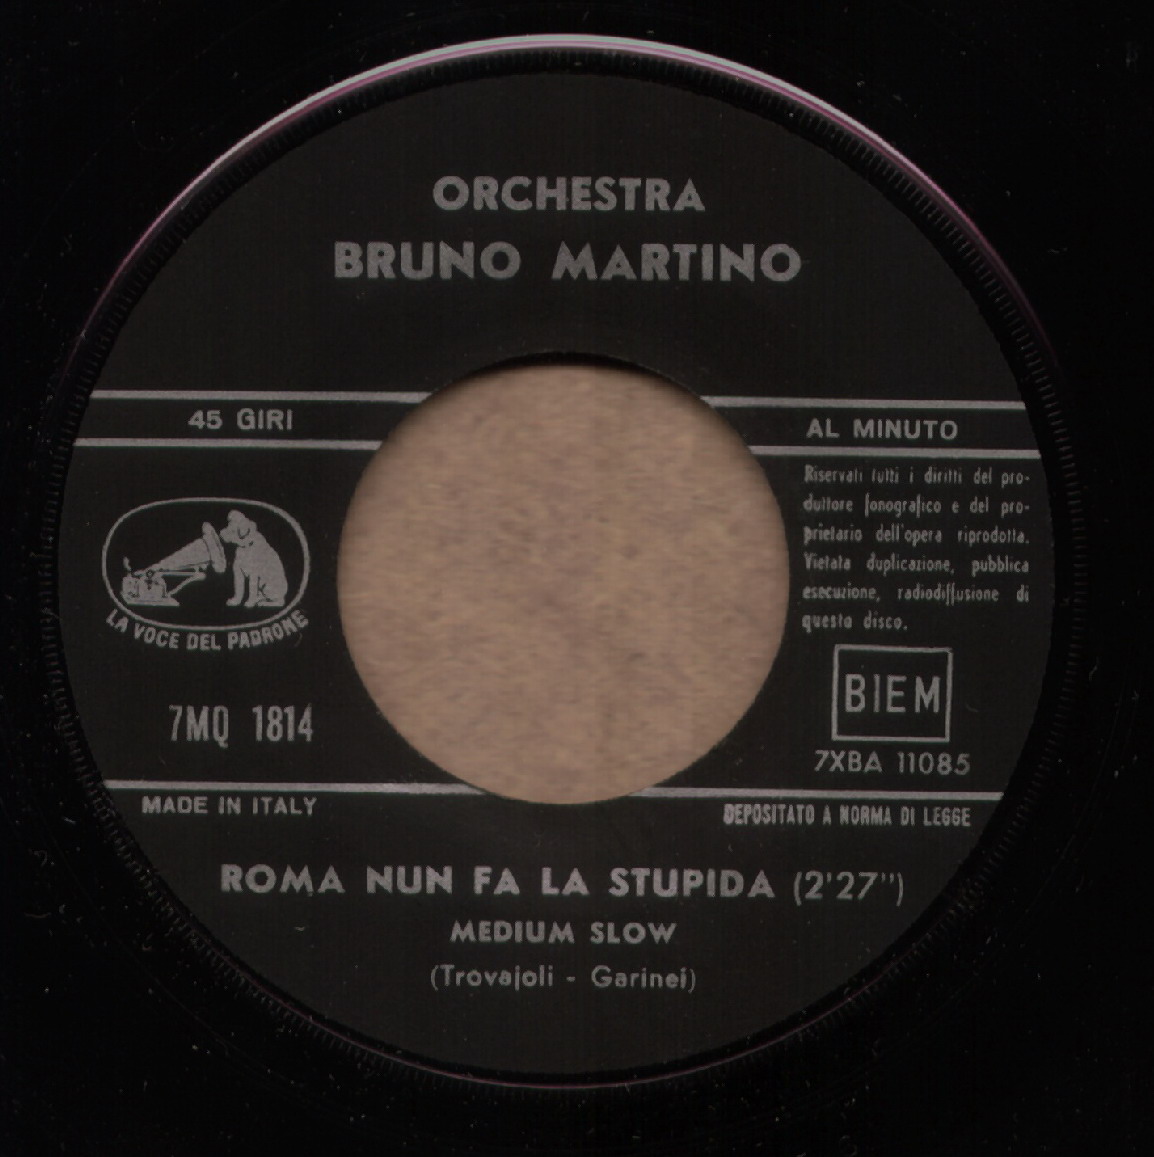 ORCHESTRA
BRUNO MARTINO
45 GIRI
AL MINUTO
Riservati tutti i diritti del pro-
duttore fonografico e del pro-
prietario dell'opera riprodotta.
Vietata duplicazione, pubblica
esecuzione, radiodiffusione di
questo disco.
LA VOCE DEL PADRONE
BIEM
7MQ 1814
7XBA 11085
MADE IN ITALY
DEPOSITATO A NORMA DI LEGGE
ROMA NUN FA LA STUPIDA (2'27")
MEDIUM SLOW
(Trovajoli - Garinei)